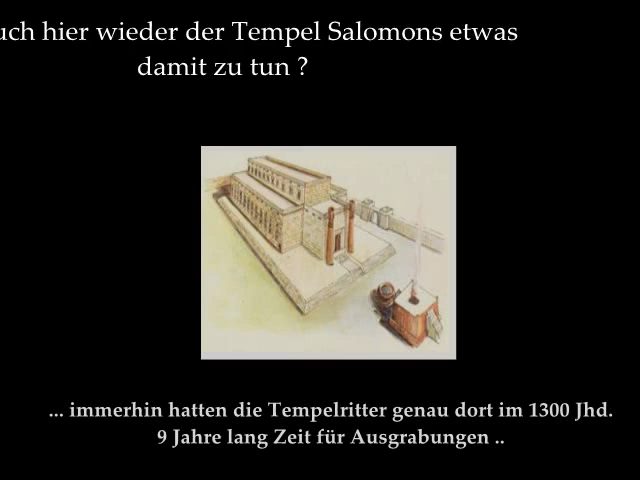 uch hier wieder der Tempel Salomons etwas
damit zu tun ?
... immerhin hatten die Tempelritter genau dort im 1300 Jhd.
9 Jahre lang Zeit für Ausgrabungen ..